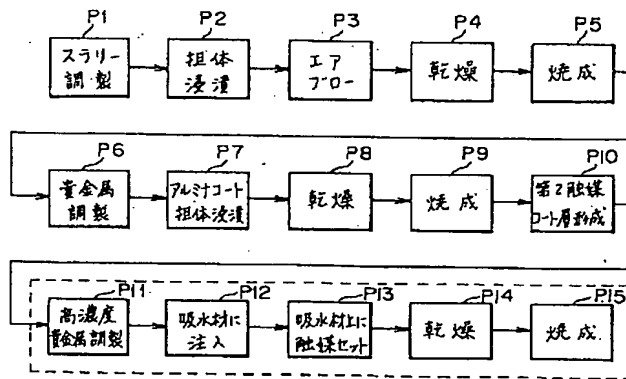 P1
P2
P3
P4
P5
スラリー
調製
担体
浸漬
エア
ブロー
乾燥
焼成
P6
P7
P8
P9
P10
貴金属
調製
アルミナコート
担体浸漬
乾燥
焼成
第2触媒
コート層形成
P11
P12
P13
P14
P15
高濃度
貴金属調製
吸水材に
注入
吸水材上に
触媒セット
乾燥
焼成